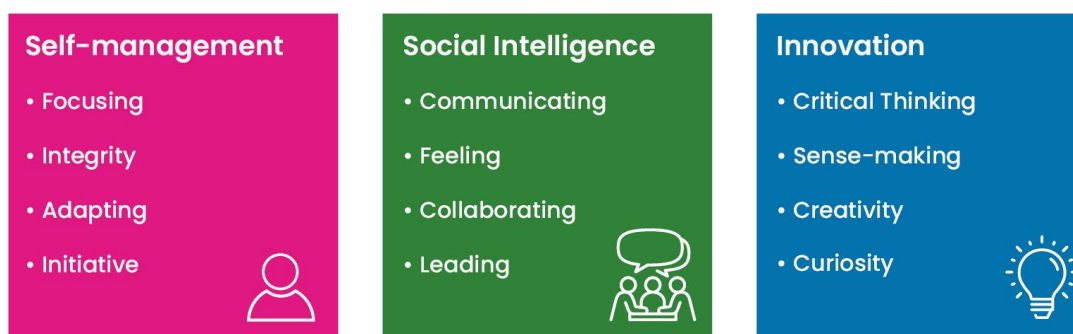 Self-management
• Focusing
• Integrity
• Adapting
• Initiative
Social Intelligence
• Communicating
• Feeling
• Collaborating
• Leading
Innovation
• Critical Thinking
• Sense-making
• Creativity
• Curiosity